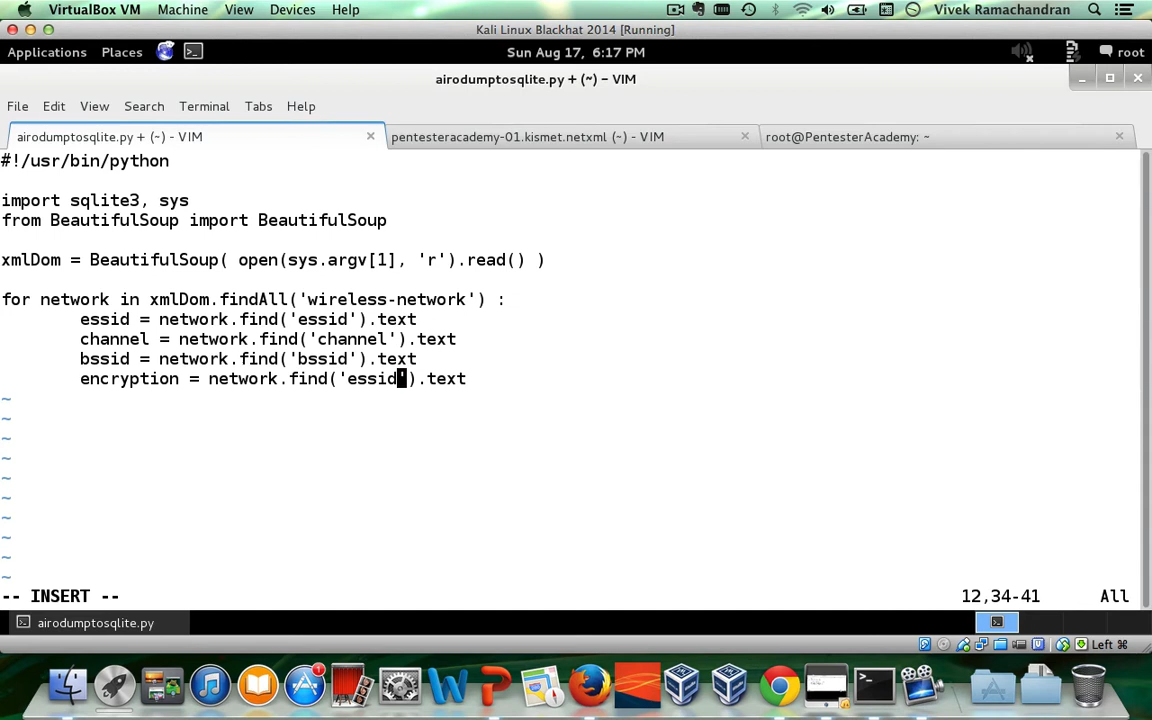 VirtualBox VM Machine View Devices Help Vivek Ramachandran
Kali Linux Blackhat 2014 [Running]
Applications Places Sun Aug 17, 6:17 PM root
airodumptosqlite.py + (~) - VIM
File Edit View Search Terminal Tabs Help
airodumptosqlite.py + (~) - VIM pentesteracademy-01.kismet.netxml (~) - VIM root@PentesterAcademy: ~
#!/usr/bin/python
import sqlite3, sys
from BeautifulSoup import BeautifulSoup
xmlDom = BeautifulSoup( open(sys.argv[1], 'r').read() )
for network in xmlDom.findAll('wireless-network') :
essid = network.find('essid').text
channel = network.find('channel').text
bssid = network.find('bssid').text
encryption = network.find('essid').text
~
~
~
~
~
~
~
~
~
~
-- INSERT -- 12,34-41 All
airodumptosqlite.py
Left ⌘
1